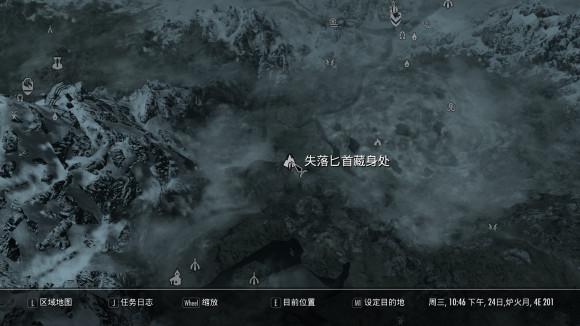 失落匕首藏身处
L 区域地图 J 任务日志 Wheel 缩放 E 目前位置 M1 设定目的地 周三, 10:46 下午, 24日,炉火月, 4E 201